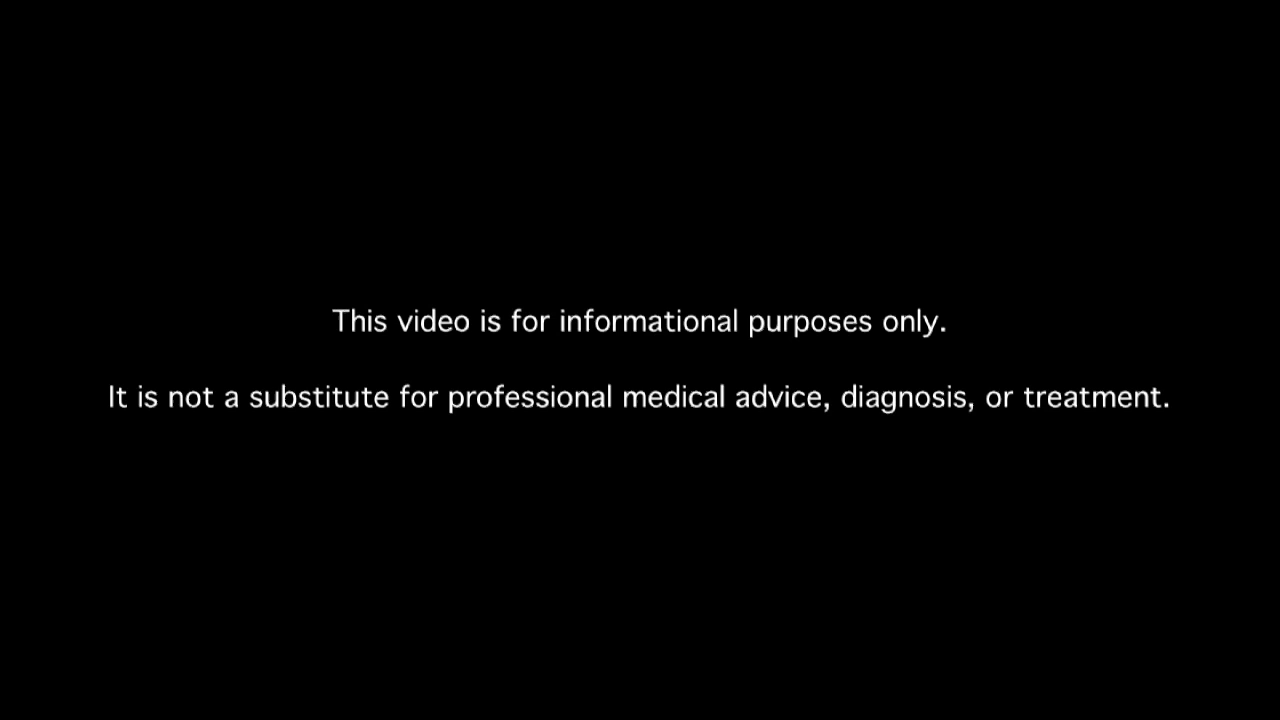 This video is for informational purposes only.
It is not a substitute for professional medical advice, diagnosis, or treatment.